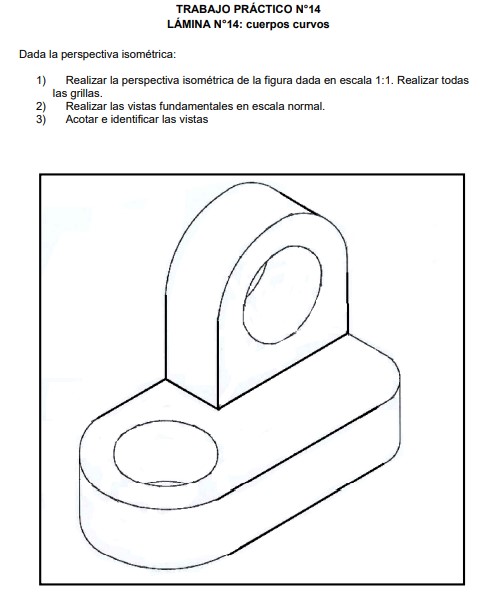 TRABAJO PRÁCTICO N°14
LÁMINA N°14: cuerpos curvos
Dada la perspectiva isométrica:
1) Realizar la perspectiva isométrica de la figura dada en escala 1:1. Realizar todas
las grillas.
2) Realizar las vistas fundamentales en escala normal.
3) Acotar e identificar las vistas